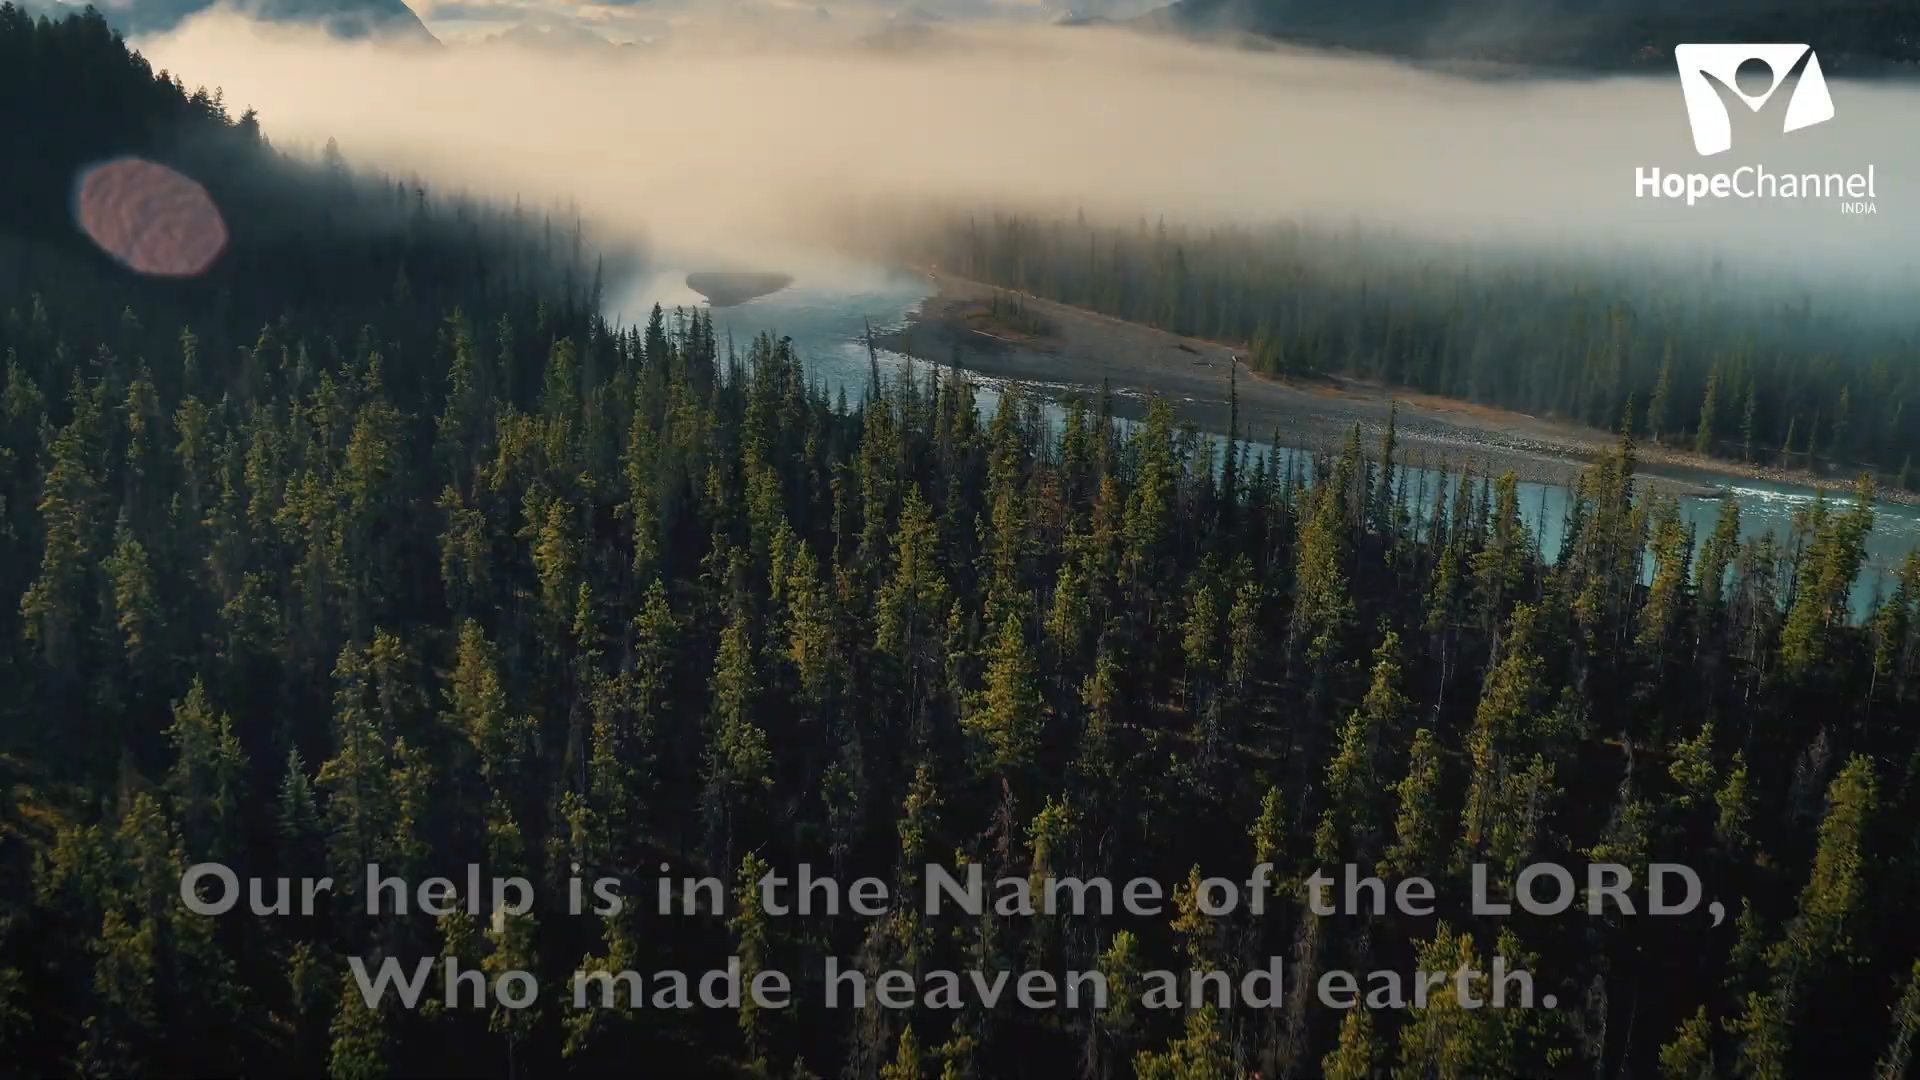 HopeChannel
INDIA
Our help is in the Name of the LORD,
Who made heaven and earth.